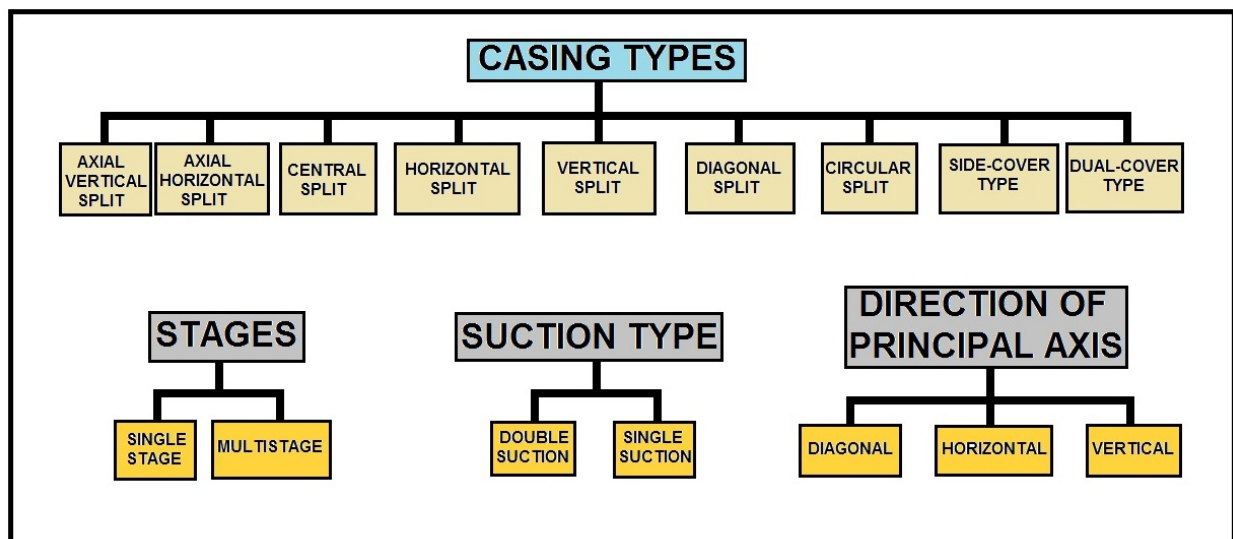 CASING TYPES
AXIAL
VERTICAL
SPLIT
AXIAL
HORIZONTAL
SPLIT
CENTRAL
SPLIT
HORIZONTAL
SPLIT
VERTICAL
SPLIT
DIAGONAL
SPLIT
CIRCULAR
SPLIT
SIDE-COVER
TYPE
DUAL-COVER
TYPE
STAGES
SINGLE
STAGE
MULTISTAGE
SUCTION TYPE
DOUBLE
SUCTION
SINGLE
SUCTION
DIRECTION OF
PRINCIPAL AXIS
DIAGONAL
HORIZONTAL
VERTICAL